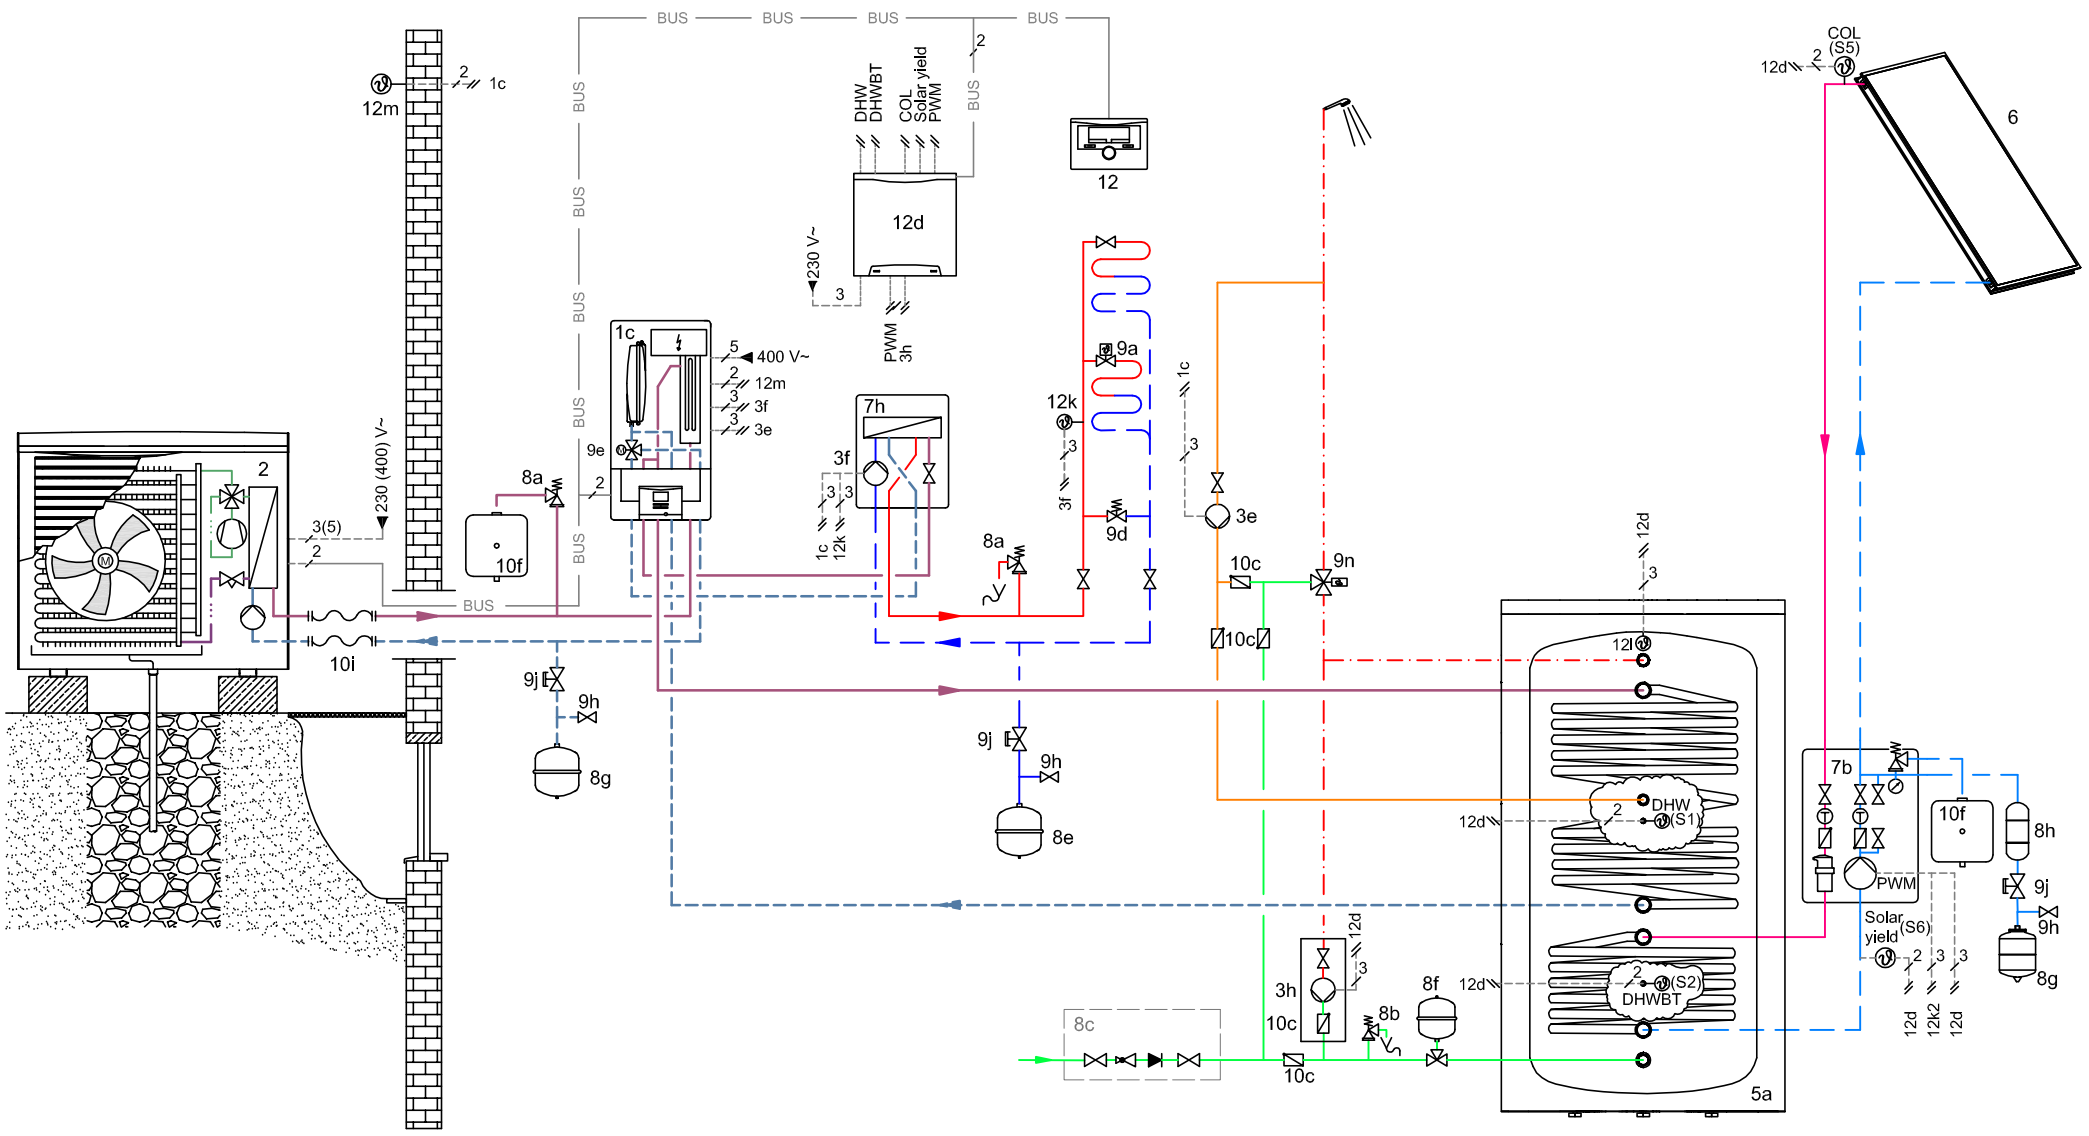 BUS
BUS
BUS
BUS
2
BUS
BUS
BUS
BUS
BUS
BUS
BUS
12m
2
1c
DHW
DHWBT
COL
Solar yield
PWM
12d
230 V~
3
PWM
3h
12
COL
(S5)
12d
2
6
1c
5
400 V~
2
12m
3
3f
3
3e
9e
2
7h
3f
3
3
1c
12k
9a
12k
3
3f
9d
8a
1c
3
3e
10c
9n
10c
2
230 (400) V~
3(5)
2
8a
10f
10i
9j
9h
8g
9j
9h
8e
12d
3
12l
DHW
(S1)
2
12d
2
(S2)
DHWBT
12d
5a
7b
PWM
10f
8h
9j
9h
8g
Solar
yield
(S6)
2
3
3
12d
12k2
12d
3h
12d
3
10c
8b
8f
8c
10c
M
M
T
T